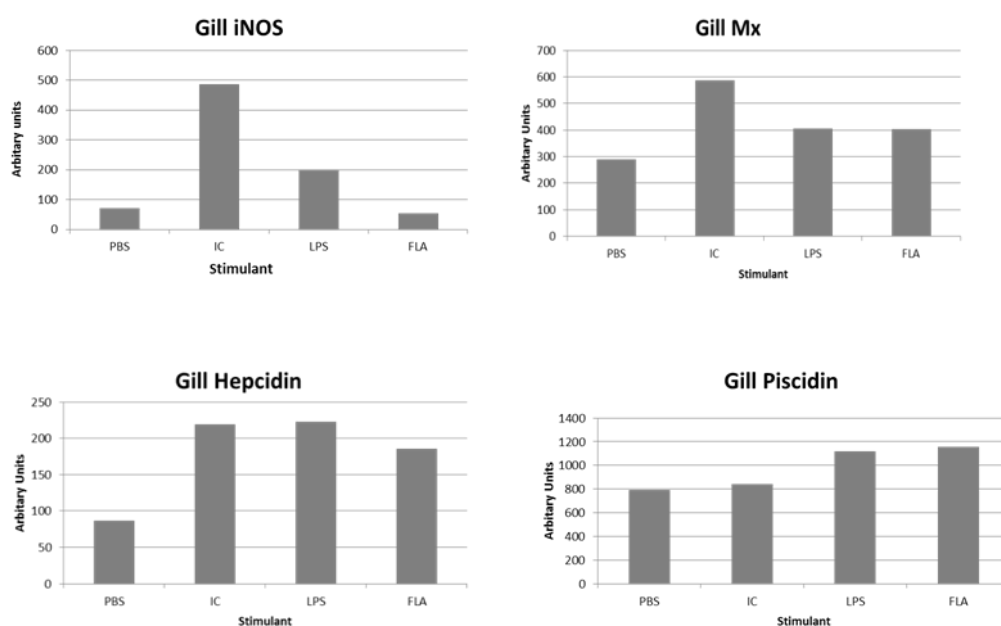 Gill iNOS
600
500
400
300
200
100
0
Arbitary units
PBS IC LPS FLA
Stimulant
Gill Mx
700
600
500
400
300
200
100
0
Arbitary Units
PBS IC LPS FLA
Stimulant
Gill Hepcidin
250
200
150
100
50
0
Arbitary Units
PBS IC LPS FLA
Stimulant
Gill Piscidin
1400
1200
1000
800
600
400
200
0
Arbitary Units
PBS IC LPS FLA
Stimulant